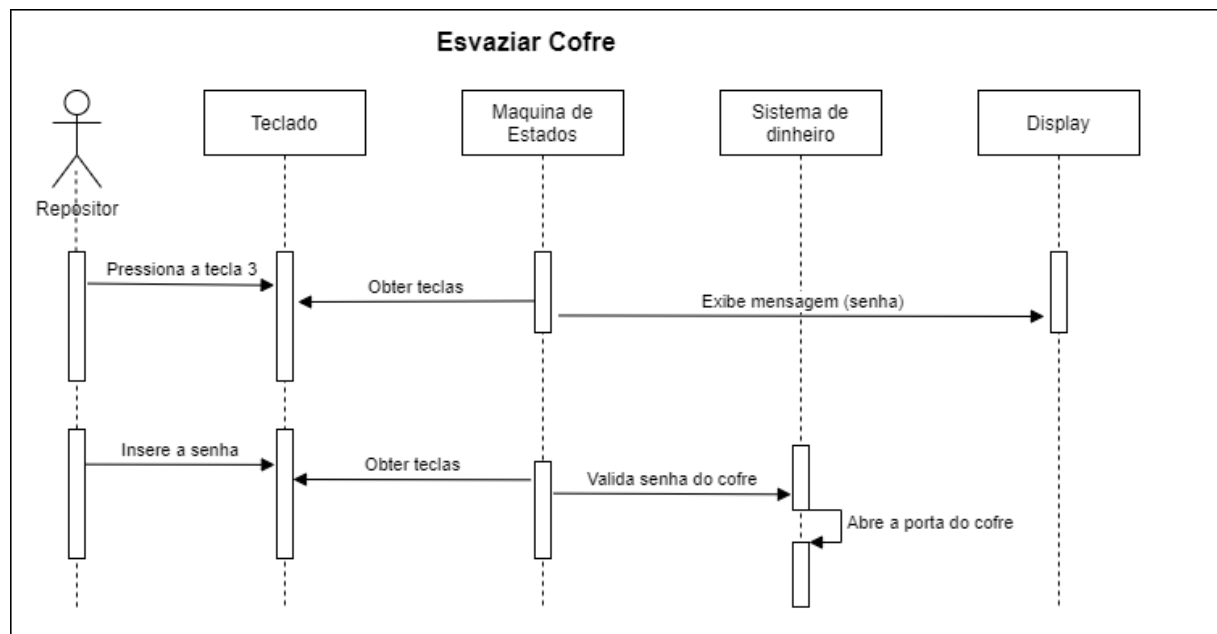 Esvaziar Cofre
Teclado
Maquina de
Estados
Sistema de
dinheiro
Display
Repositor
Pressiona a tecla 3
Obter teclas
Exibe mensagem (senha)
Insere a senha
Obter teclas
Valida senha do cofre
Abre a porta do cofre